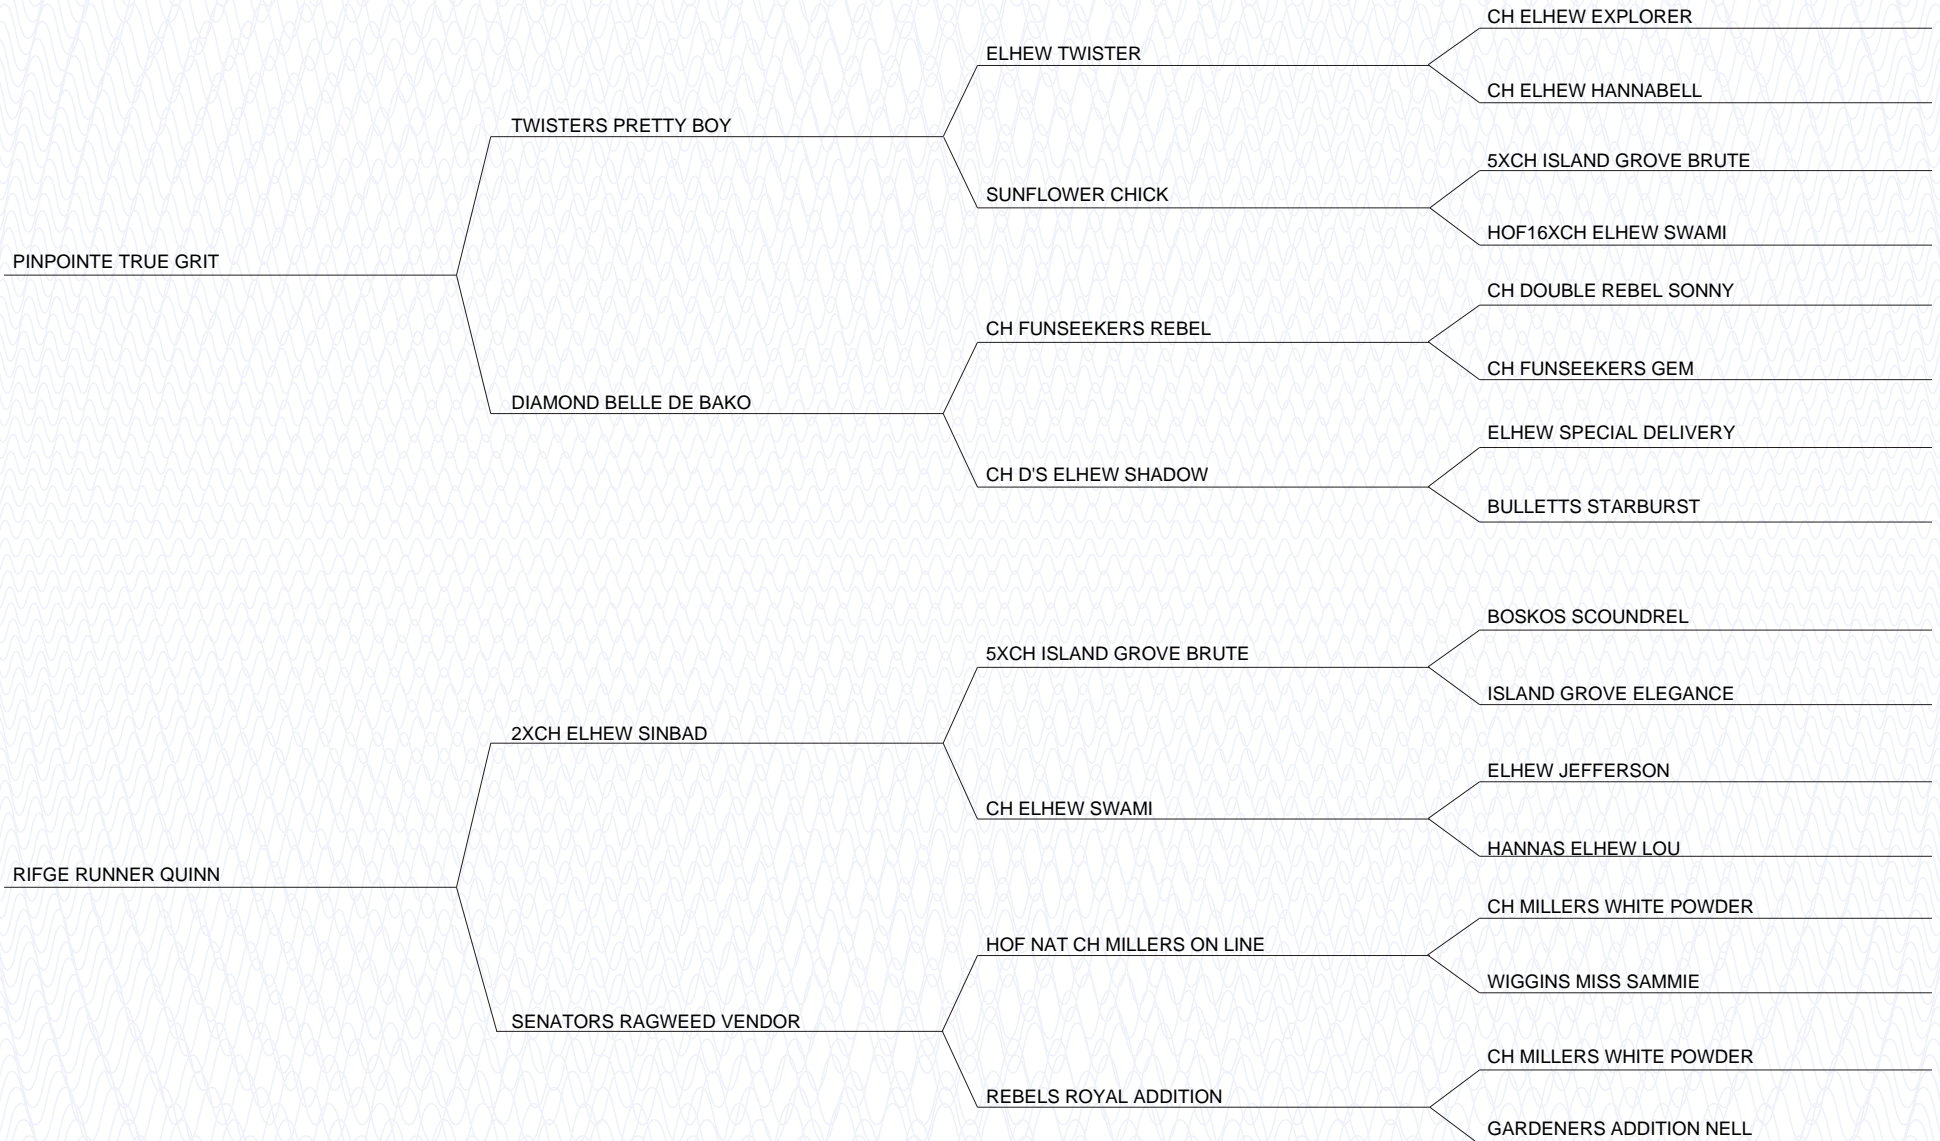 CH ELHEW EXPLORER
ELHEW TWISTER
CH ELHEW HANNABELL
TWISTERS PRETTY BOY
5XCH ISLAND GROVE BRUTE
SUNFLOWER CHICK
HOF16XCH ELHEW SWAMI
PINPOINTE TRUE GRIT
CH DOUBLE REBEL SONNY
CH FUNSEEKERS REBEL
CH FUNSEEKERS GEM
DIAMOND BELLE DE BAKO
ELHEW SPECIAL DELIVERY
CH D'S ELHEW SHADOW
BULLETTS STARBURST
BOSKOS SCOUNDREL
5XCH ISLAND GROVE BRUTE
ISLAND GROVE ELEGANCE
2XCH ELHEW SINBAD
ELHEW JEFFERSON
CH ELHEW SWAMI
HANNAS ELHEW LOU
RIFGE RUNNER QUINN
CH MILLERS WHITE POWDER
HOF NAT CH MILLERS ON LINE
WIGGINS MISS SAMMIE
SENATORS RAGWEED VENDOR
CH MILLERS WHITE POWDER
REBELS ROYAL ADDITION
GARDENERS ADDITION NELL